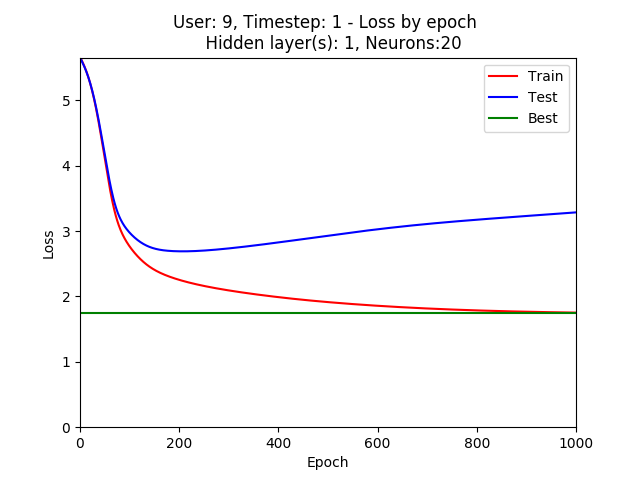 User: 9, Timestep: 1 - Loss by epoch
Hidden layer(s): 1, Neurons:20
Train
Test
Best
Loss
5
4
3
2
1
0
0 200 400 600 800 1000
Epoch